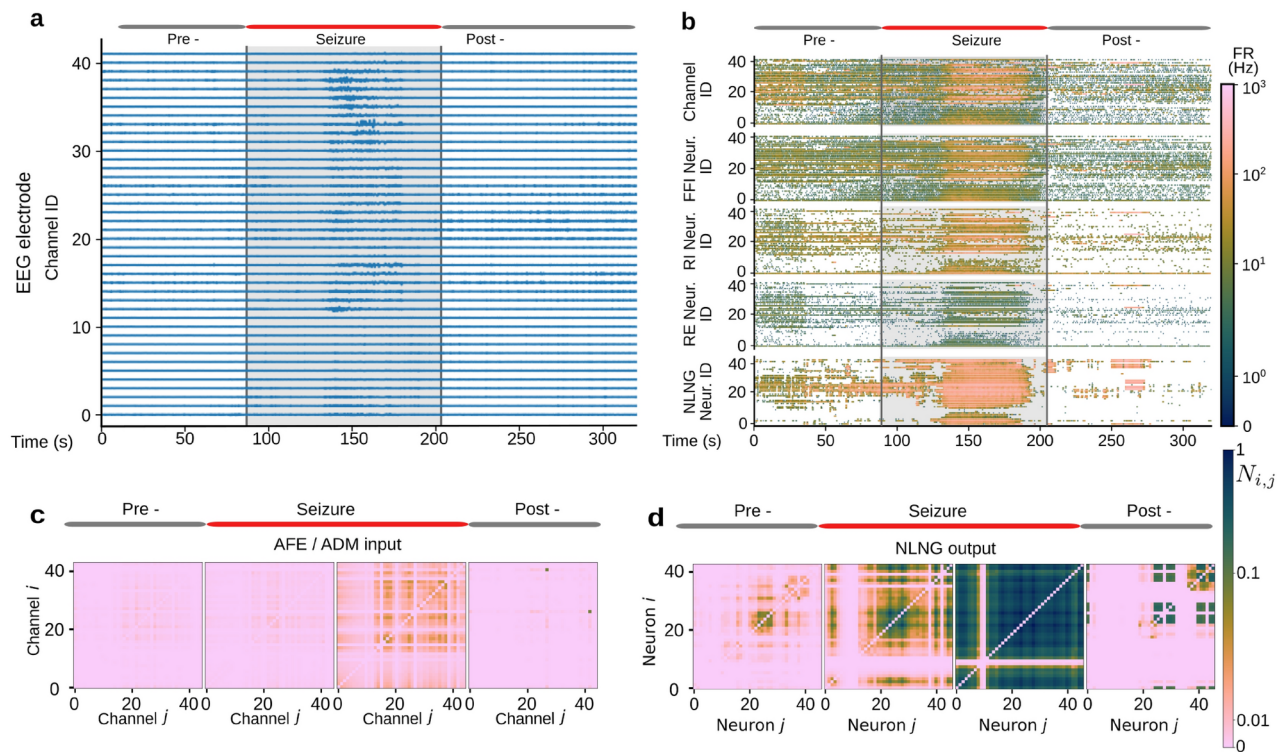 a
Pre -
Seizure
Post -
EEG electrode
Channel ID
40
30
20
10
0
Time (s)
0
50
100
150
200
250
300
b
Pre -
Seizure
Post -
Channel
ID
40
20
0
FFI Neur.
ID
40
20
0
RI Neur.
ID
40
20
0
RE Neur.
ID
40
20
0
NLNG
Neur. ID
40
20
0
Time (s)
0
50
100
150
200
250
300
FR
(Hz)
10³
10²
10¹
10⁰
0
c
Pre -
Seizure
Post -
AFE / ADM input
Channel i
40
20
0
0 20 40 0 20 40 0 20 40 0 20 40
Channel j Channel j Channel j Channel j
d
Pre -
Seizure
Post -
NLNG output
Neuron i
40
20
0
0 20 40 0 20 40 0 20 40 0 20 40
Neuron j Neuron j Neuron j Neuron j
1
Nᵢ,ⱼ
0.1
0.01
0